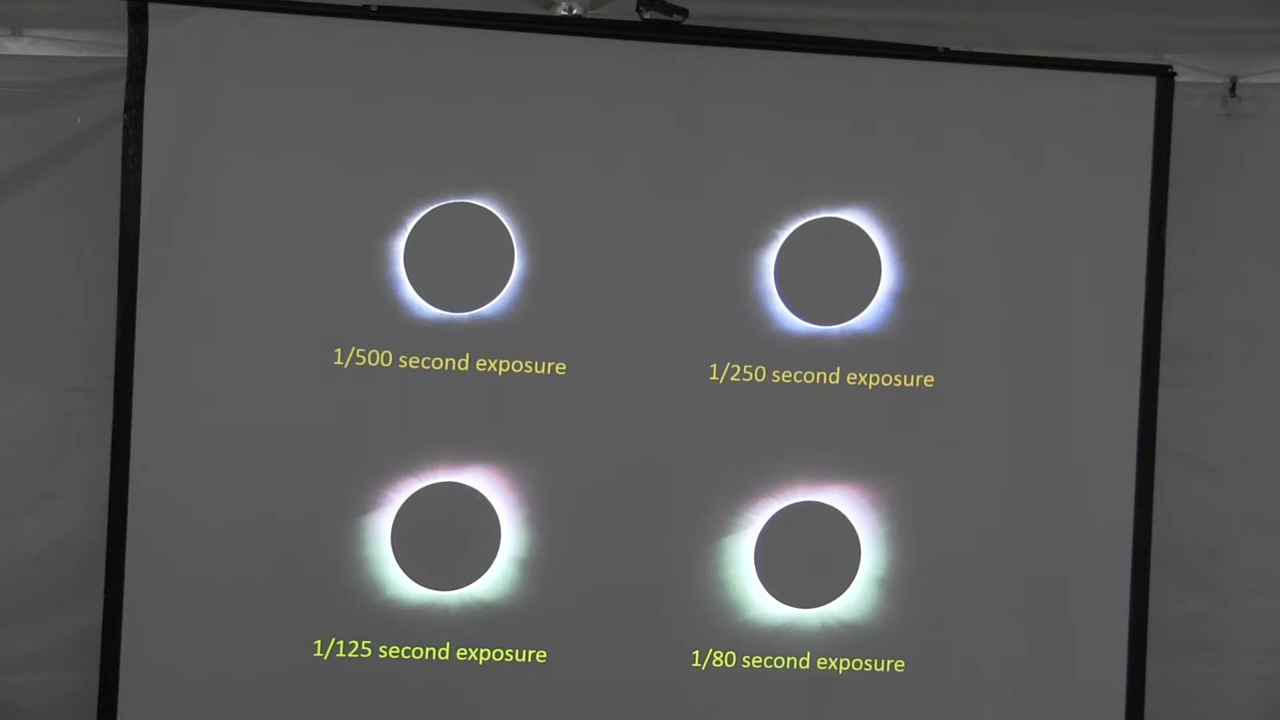 1/500 second exposure
1/250 second exposure
1/125 second exposure
1/80 second exposure